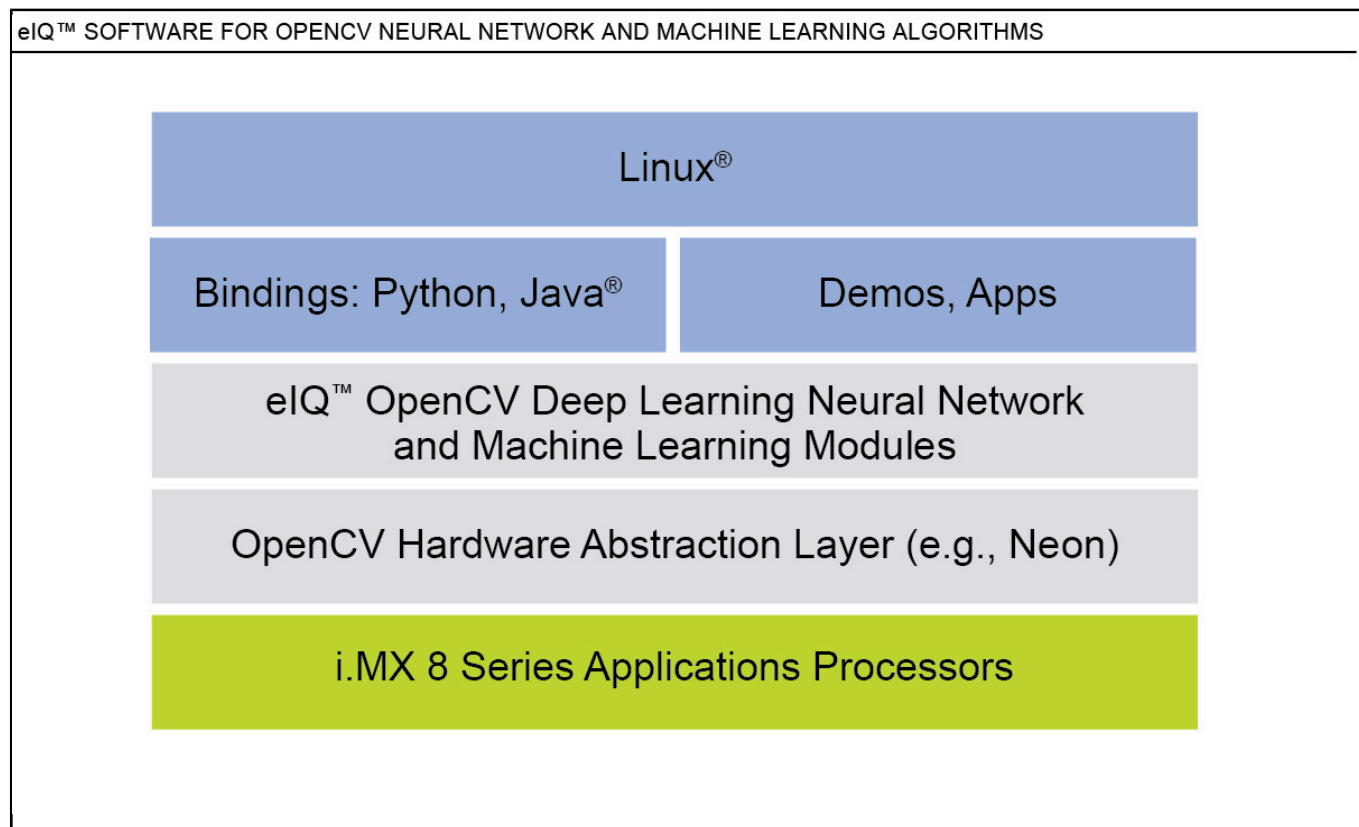 eIQ™ SOFTWARE FOR OPENCV NEURAL NETWORK AND MACHINE LEARNING ALGORITHMS
Linux®
Bindings: Python, Java®
Demos, Apps
eIQ™ OpenCV Deep Learning Neural Network
and Machine Learning Modules
OpenCV Hardware Abstraction Layer (e.g., Neon)
i.MX 8 Series Applications Processors